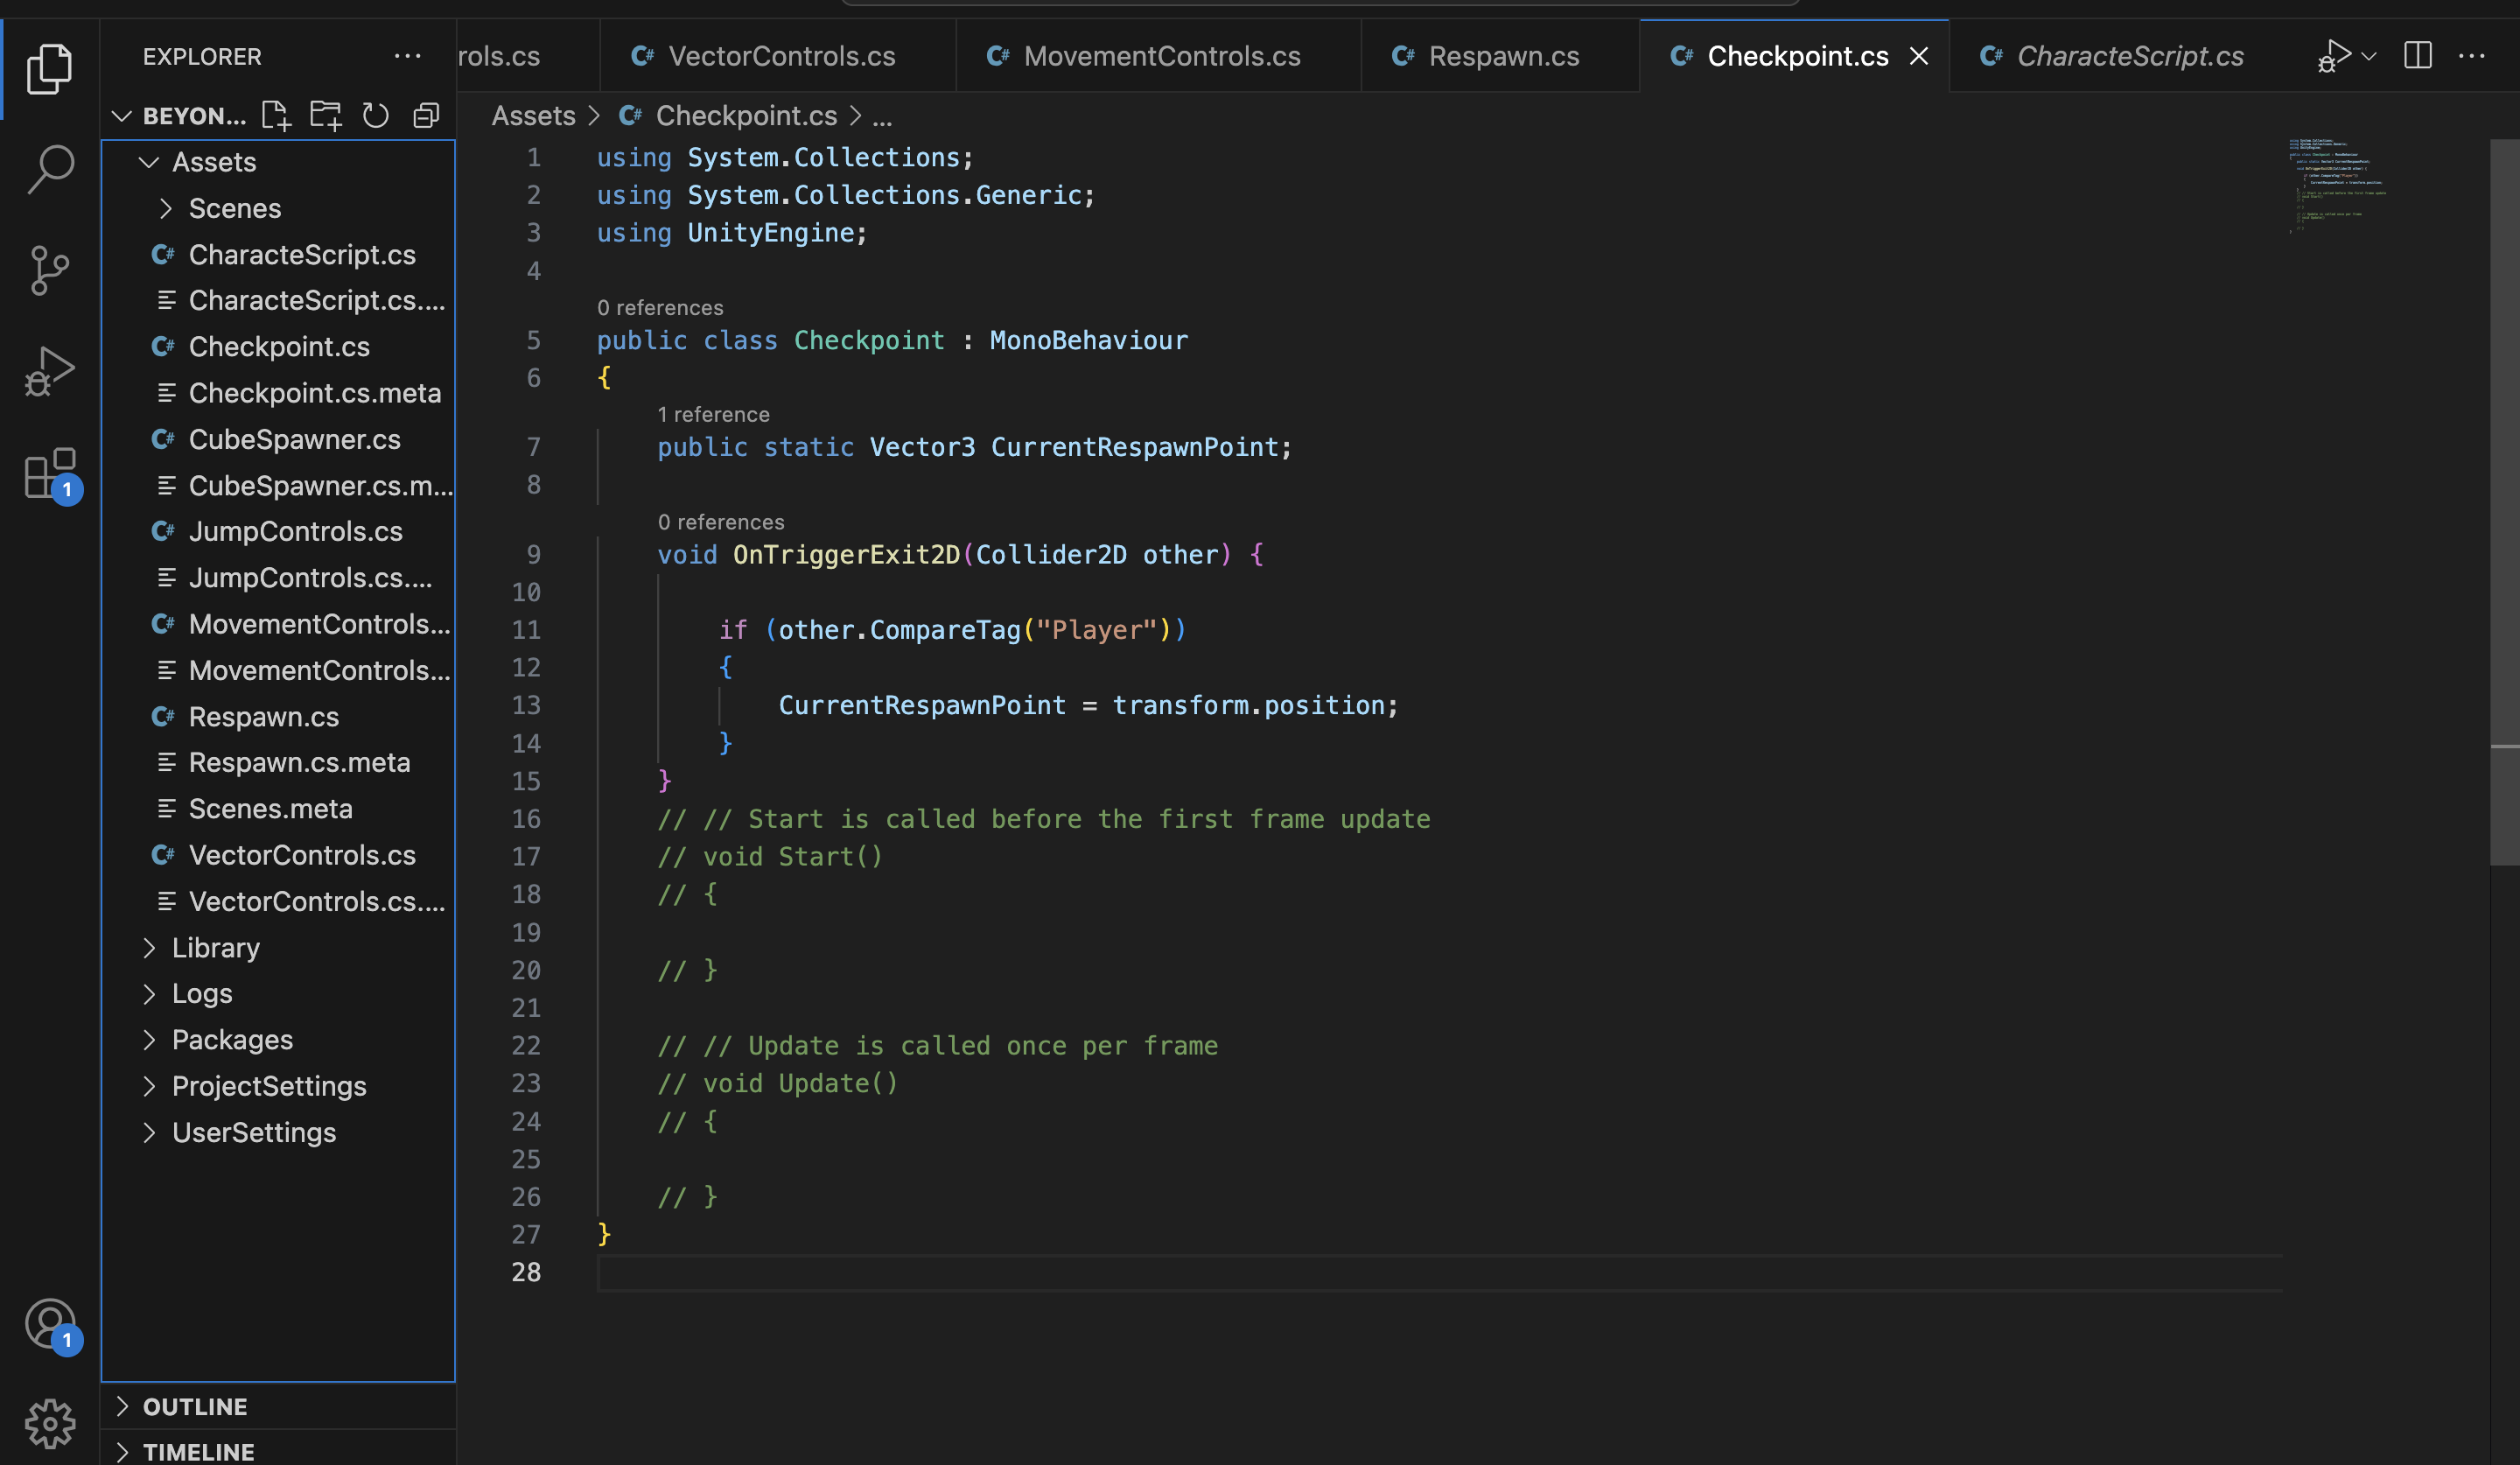 EXPLORER
rols.cs
VectorControls.cs
MovementControls.cs
Respawn.cs
Checkpoint.cs
CharacteScript.cs
BEYON...
Assets > Checkpoint.cs > ...
Assets
Scenes
CharacteScript.cs
CharacteScript.cs....
Checkpoint.cs
Checkpoint.cs.meta
CubeSpawner.cs
CubeSpawner.cs.m...
JumpControls.cs
JumpControls.cs....
MovementControls...
MovementControls...
Respawn.cs
Respawn.cs.meta
Scenes.meta
VectorControls.cs
VectorControls.cs....
Library
Logs
Packages
ProjectSettings
UserSettings
OUTLINE
TIMELINE
1
1
1 using System.Collections;
2 using System.Collections.Generic;
3 using UnityEngine;
4
0 references
5 public class Checkpoint : MonoBehaviour
6 {
1 reference
7 public static Vector3 CurrentRespawnPoint;
8
0 references
9 void OnTriggerExit2D(Collider2D other) {
10
11 if (other.CompareTag("Player"))
12 {
13 CurrentRespawnPoint = transform.position;
14 }
15 }
16 // // Start is called before the first frame update
17 // void Start()
18 // {
19
20 // }
21
22 // // Update is called once per frame
23 // void Update()
24 // {
25
26 // }
27 }
28